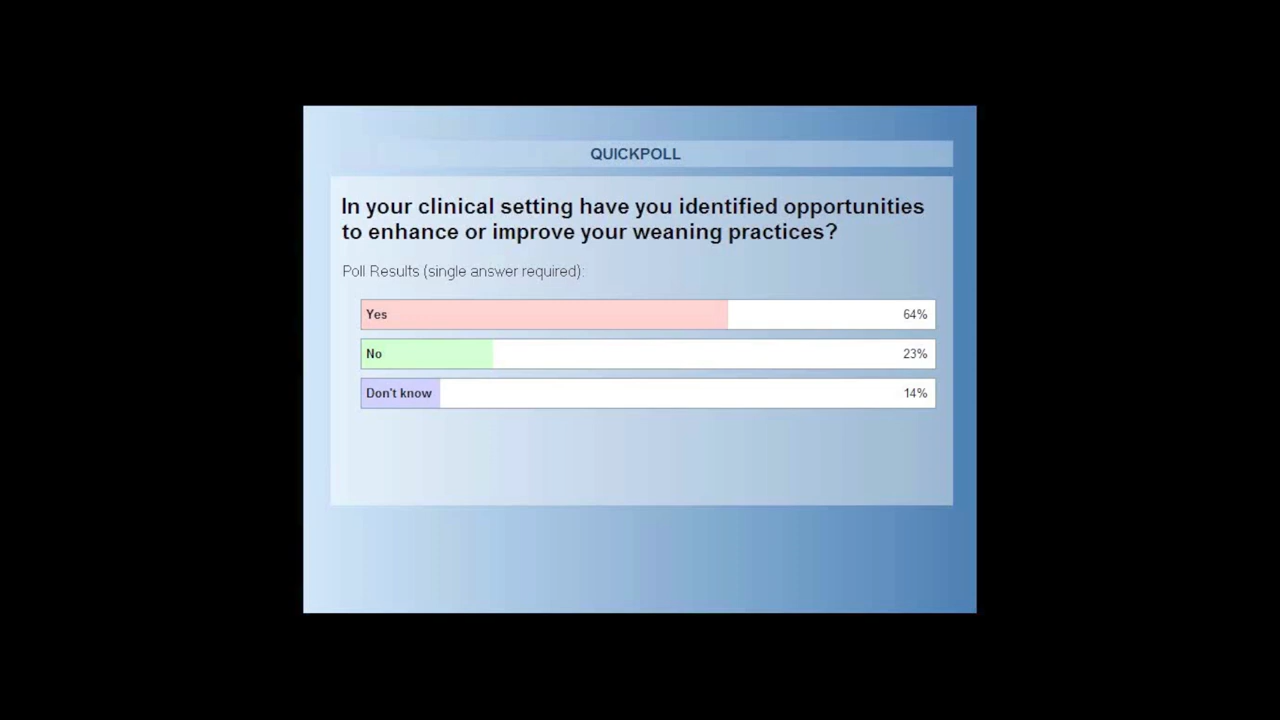 QUICKPOLL
In your clinical setting have you identified opportunities
to enhance or improve your weaning practices?
Poll Results (single answer required):
Yes 64%
No 23%
Don't know 14%